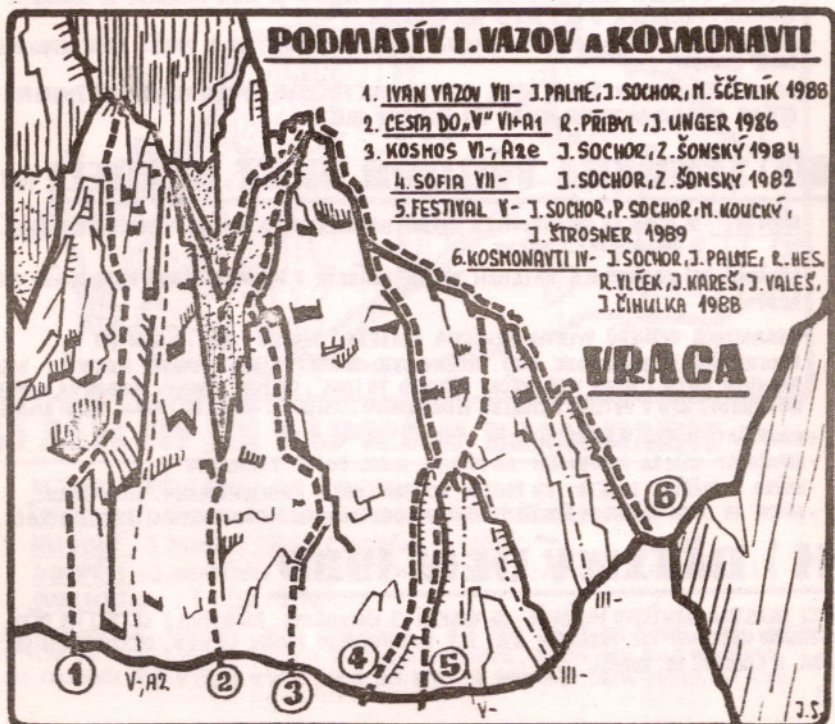 PODMASÍV I. VAZOV a KOSMONAVTI
1. IVAN VAZOV VII- J.PALME, J.SOCHOR, M. ŠČEVLÍK 1988
2. CESTA DO „V" VI+A1 R. PŘIBYL, J. UNGER 1986
3. KOSMOS VI-, A2e J. SOCHOR, Z. ŠONSKÝ 1984
4. SOFIA VII- J.SOCHOR, Z. ŠONSKÝ 1982
5. FESTIVAL V- J.SOCHOR, P.SOCHOR, M. KOUCKÝ,
J. ŠTROSNER 1989
6. KOSMONAVTI IV- J.SOCHOR, J.PALME, R. HES,
R.VLČEK, J.KAREŠ, J.VALEŠ,
J.ČIHULKA 1988
VRACA
6
III-
1
V-, A2
2
3
4
5
V-
III-
J.S